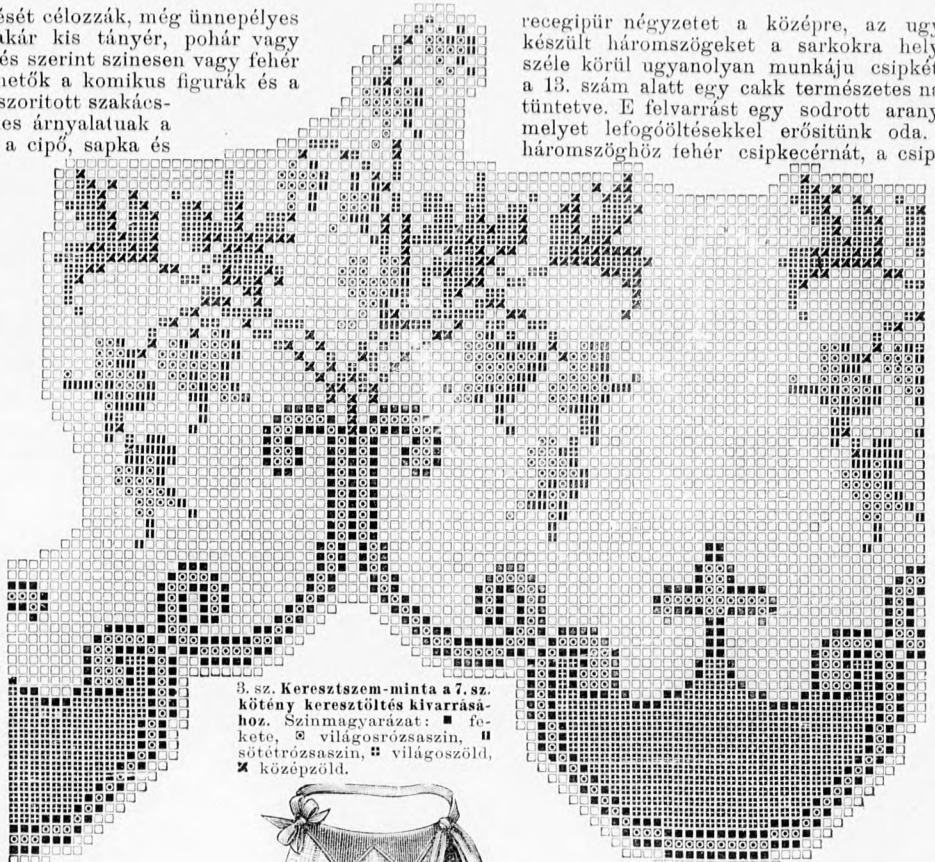 ését célozzák, még ünnepélyes
akár kis tányér, pohár vagy
és szerint szinesen vagy fehér
hetők a komikus figurák és a
szoritott szakács-
es árnyalatuak a
a cipő, sapka és
recegipür négyzetet a középre, az ugy
készült háromszögeket a sarkokra hely
széle körül ugyanolyan munkáju csipkét
a 13. szám alatt egy cakk természetes na
tüntetve. E felvarrást egy sodrott arany
melyet lefogóöltésekkel erősitünk oda.
háromszöghöz fehér csipkecérnát, a csip
3. sz. Keresztszem-minta a 7. sz.
kötény keresztöltés kivarrásá-
hoz. Szinmagyarázat: ■ fe-
kete, ⊡ világosrózsaszin,
sötétrózsaszin, világoszöld,
középzöld.